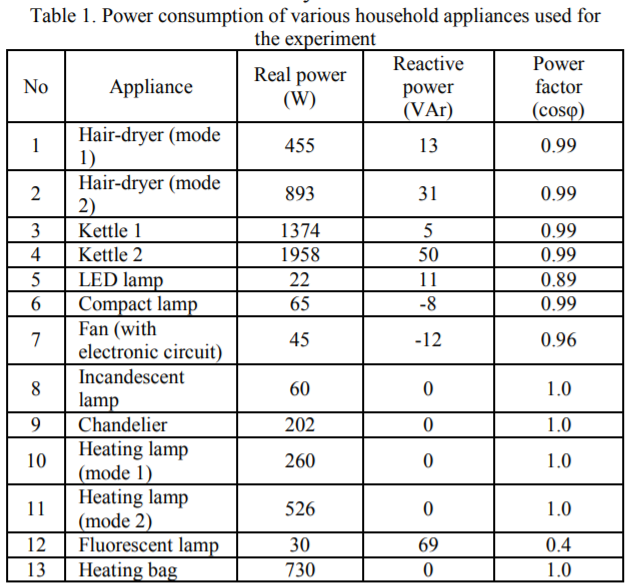 Table 1. Power consumption of various household appliances used for
the experiment
No Appliance Real power (W) Reactive power (VAr) Power factor (cosφ)
1 Hair-dryer (mode 1) 455 13 0.99
2 Hair-dryer (mode 2) 893 31 0.99
3 Kettle 1 1374 5 0.99
4 Kettle 2 1958 50 0.99
5 LED lamp 22 11 0.89
6 Compact lamp 65 -8 0.99
7 Fan (with electronic circuit) 45 -12 0.96
8 Incandescent lamp 60 0 1.0
9 Chandelier 202 0 1.0
10 Heating lamp (mode 1) 260 0 1.0
11 Heating lamp (mode 2) 526 0 1.0
12 Fluorescent lamp 30 69 0.4
13 Heating bag 730 0 1.0